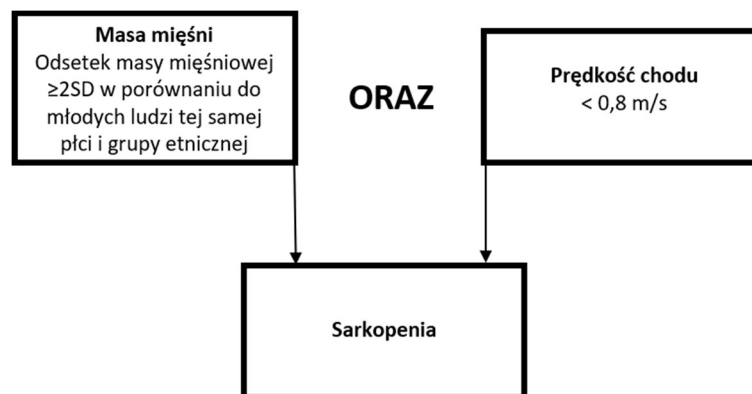 Masa mięśni
Odsetek masy mięśniowej
≥2SD w porównaniu do
młodych ludzi tej samej
płci i grupy etnicznej
ORAZ
Prędkość chodu
< 0,8 m/s
Sarkopenia